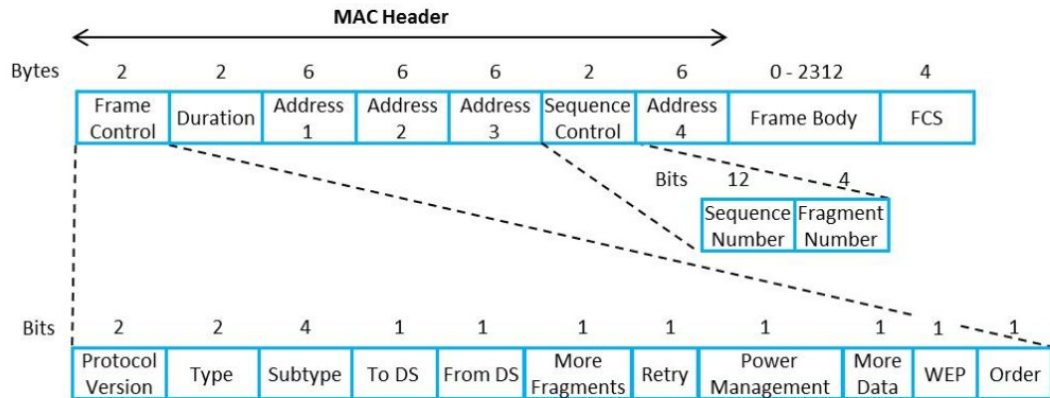 MAC Header
Bytes 2 2 6 6 6 2 6 0 - 2312 4
Frame Control Duration Address 1 Address 2 Address 3 Sequence Control Address 4 Frame Body FCS
Bits 12 4
Sequence Number Fragment Number
Bits 2 2 4 1 1 1 1 1 1 1 1
Protocol Version Type Subtype To DS From DS More Fragments Retry Power Management More Data WEP Order